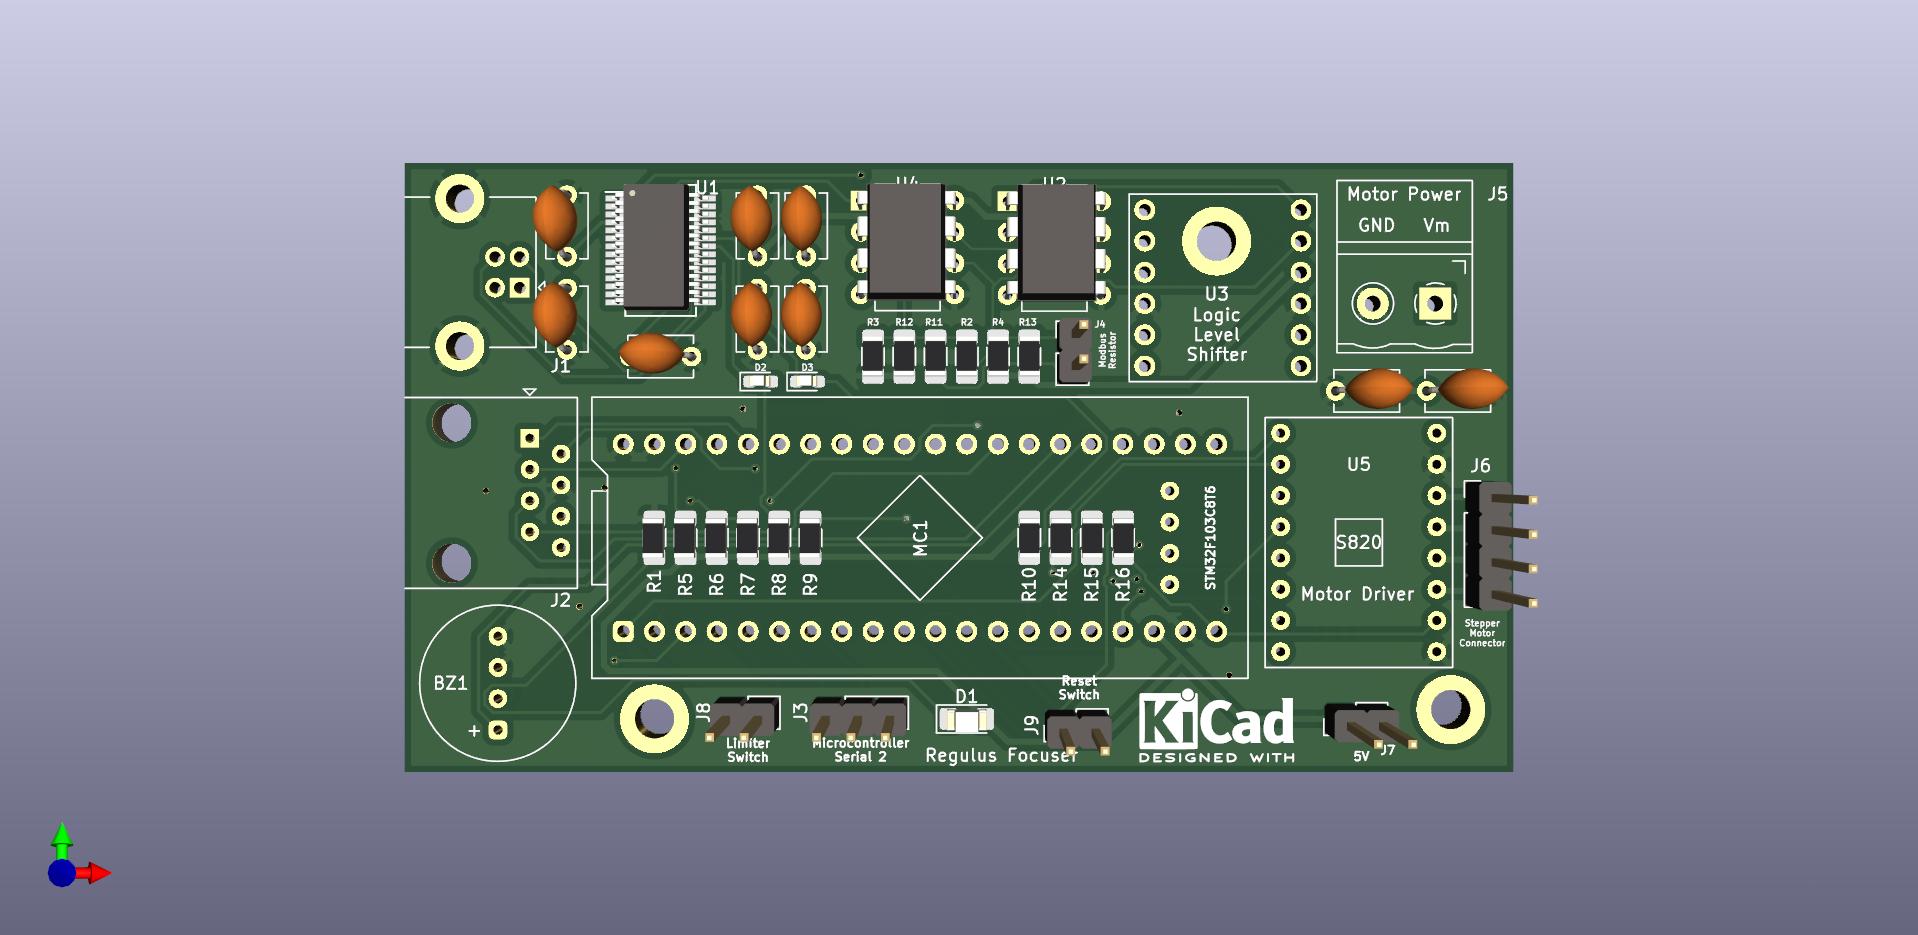 U1
U4
U2
Motor Power
J5
GND
Vm
U3
Logic
Level
Shifter
R3
R12
R11
R2
R4
R13
J4
Modbus
Resistor
J1
D2
D3
U5
J6
S820
Motor Driver
MC1
STM32F103C8T6
R1
R5
R6
R7
R8
R9
R10
R14
R15
R16
J2
Stepper
Motor
Connector
BZ1
+
J8
Limiter
Switch
J3
Microcontroller
Serial 2
D1
Regulus Focuser
Reset
Switch
J9
KiCad
DESIGNED WITH
5V
J7